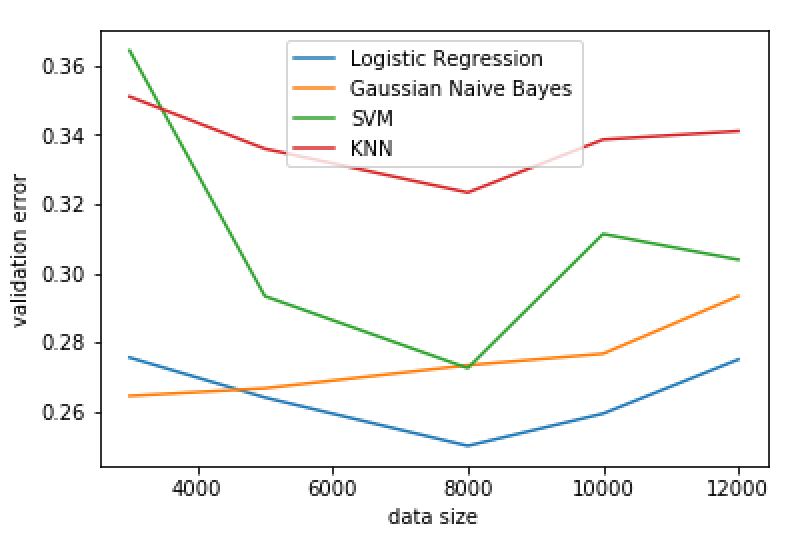 Logistic Regression
Gaussian Naive Bayes
SVM
KNN
0.36
0.34
0.32
0.30
0.28
0.26
validation error
4000 6000 8000 10000 12000
data size